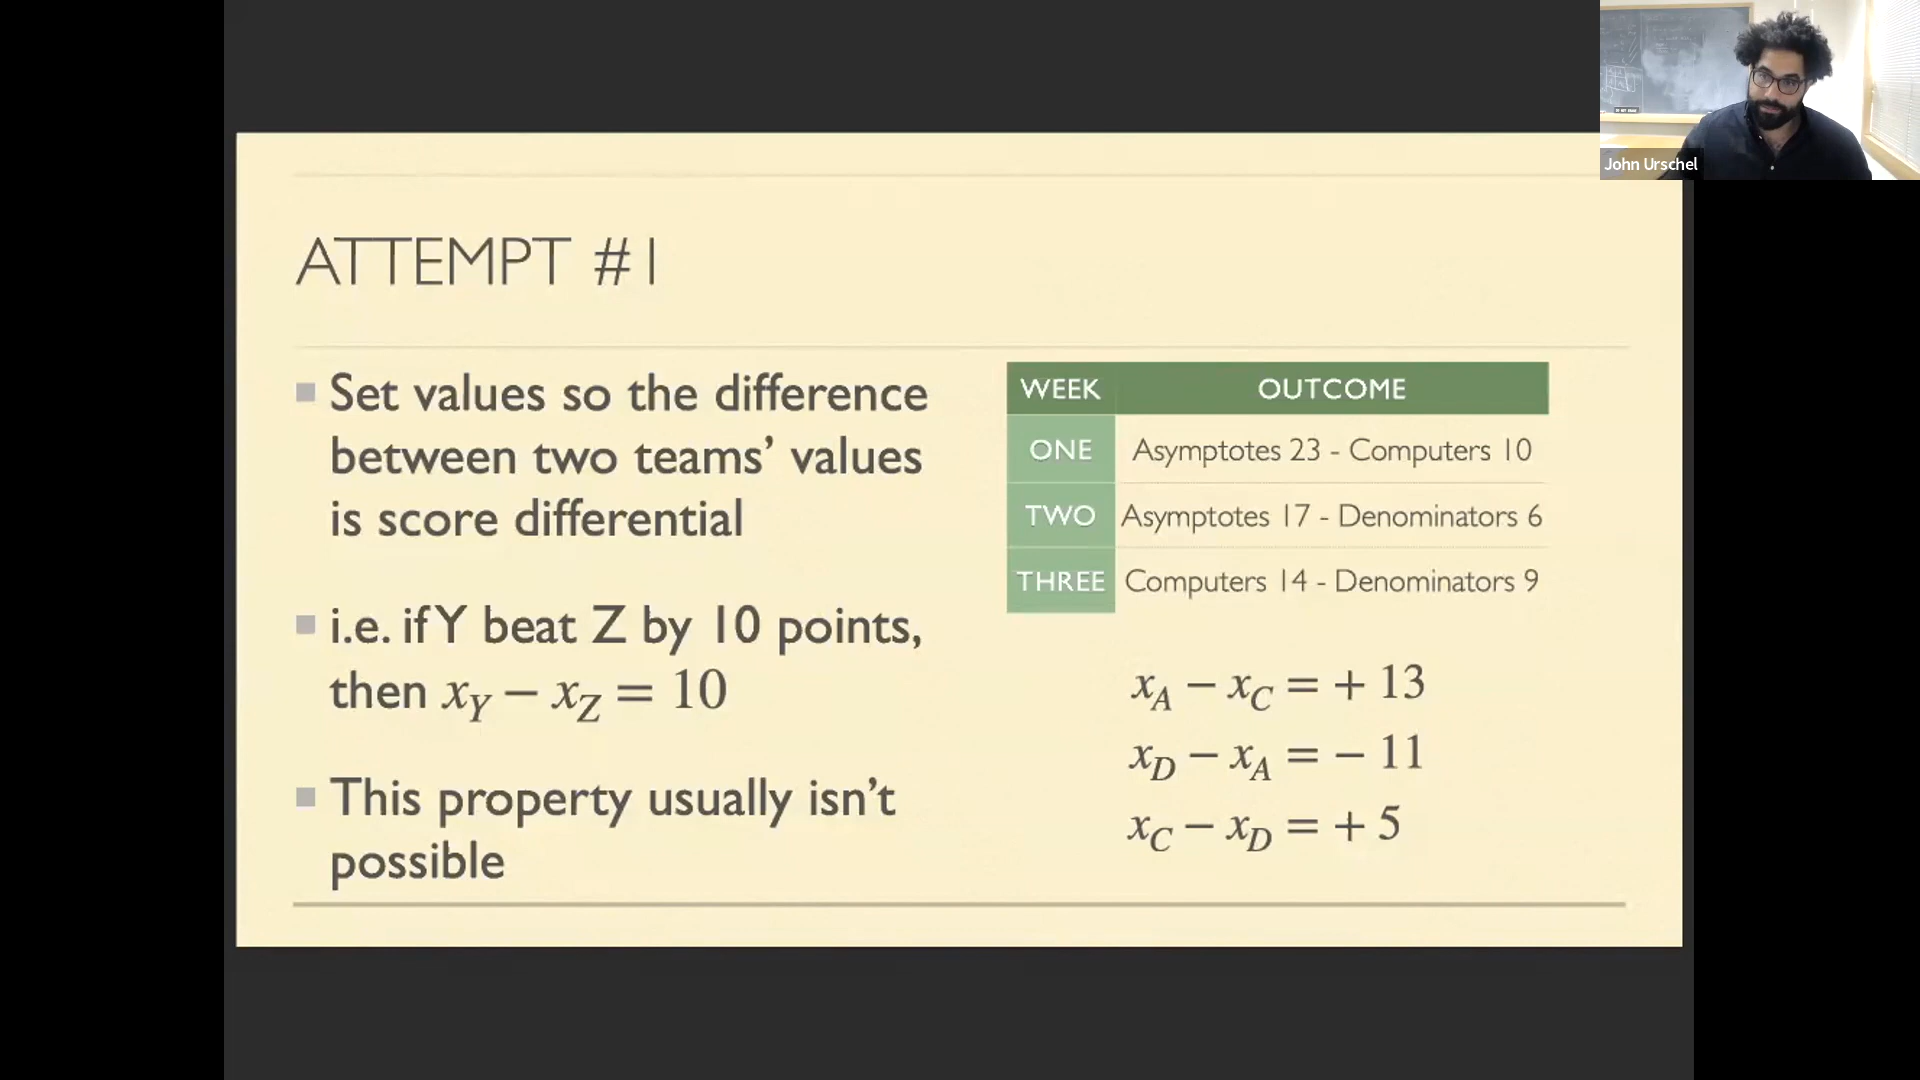 John Urschel
ATTEMPT #1
Set values so the difference
between two teams’ values
is score differential
i.e. if Y beat Z by 10 points,
then x_Y − x_Z = 10
This property usually isn’t
possible
WEEK OUTCOME
ONE Asymptotes 23 - Computers 10
TWO Asymptotes 17 - Denominators 6
THREE Computers 14 - Denominators 9
x_A − x_C = + 13
x_D − x_A = − 11
x_C − x_D = + 5